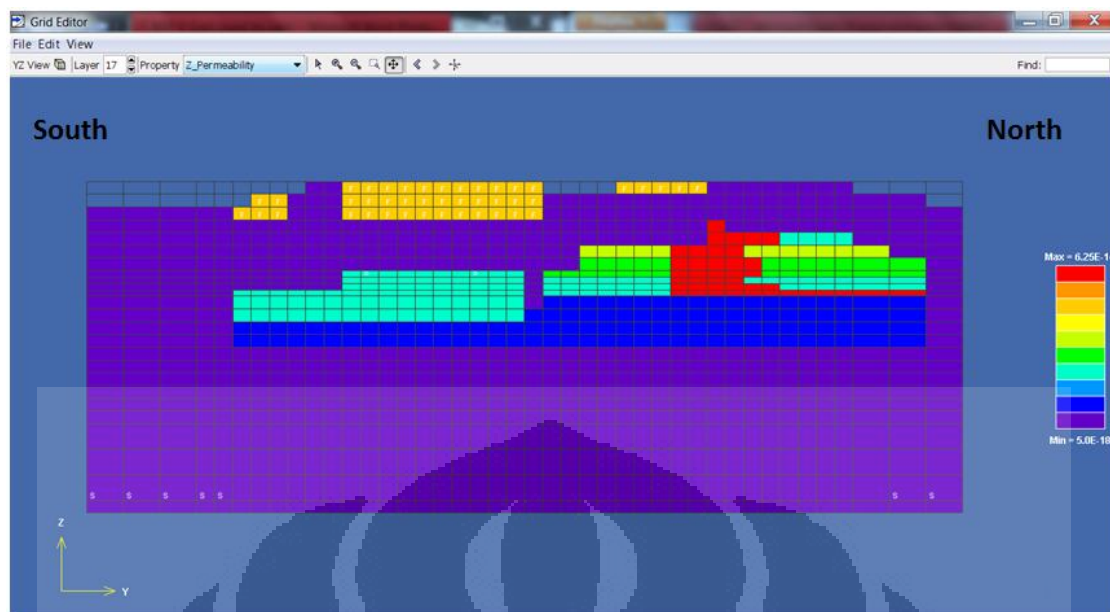 Grid Editor
File Edit View
YZ View Layer 17 Property Z_Permeability Find:
South North
Max = 6.25E-1
Min = 5.0E-18
s s s s s s s
Z
Y